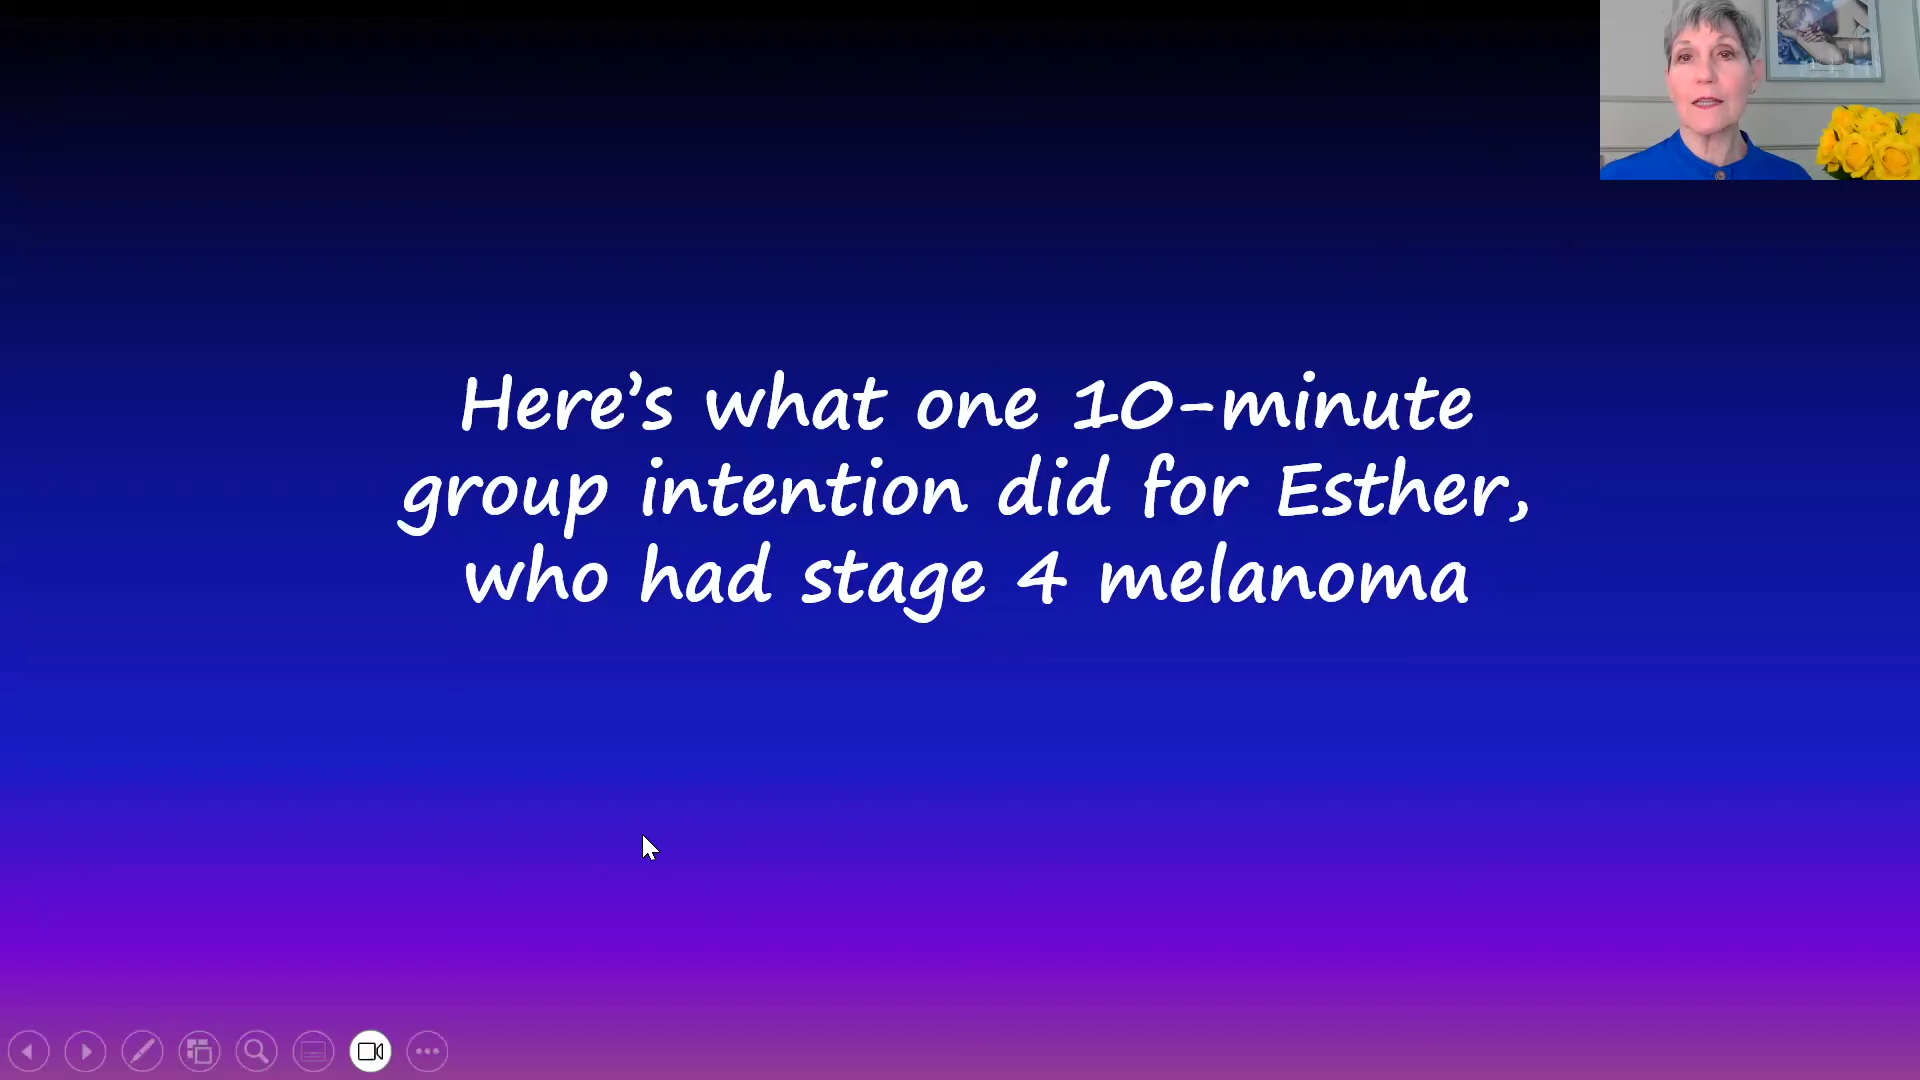 Here’s what one 10-minute
group intention did for Esther,
who had stage 4 melanoma